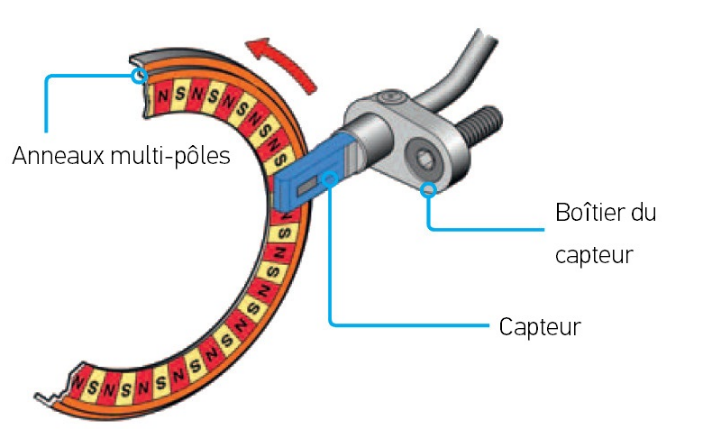 Anneaux multi-pôles
Boîtier du
capteur
Capteur
N S N S N S N S N S
N S N S N S N S N S N S N S N S N S N